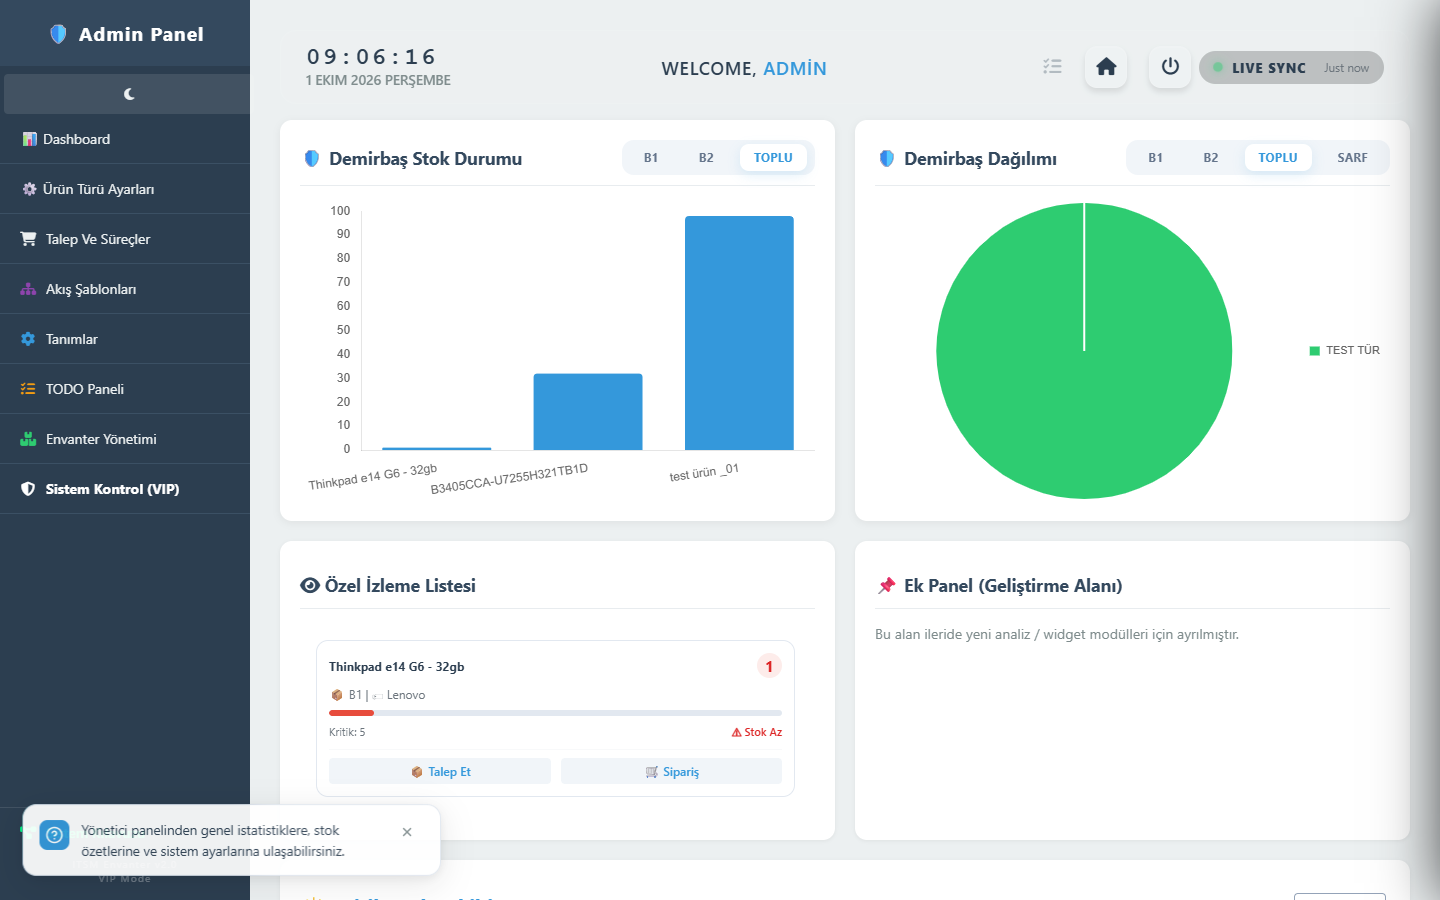 Admin Panel
Dashboard
Ürün Türü Ayarları
Talep Ve Süreçler
Akış Şablonları
Tanımlar
TODO Paneli
Envanter Yönetimi
Sistem Kontrol (VIP)
VIP Mode
09:06:16
1 EKIM 2026 PERŞEMBE
WELCOME, ADMİN
LIVE SYNC Just now
Demirbaş Stok Durumu
B1 B2 TOPLU
100
90
80
70
60
50
40
30
20
10
0
Thinkpad e14 G6 - 32gb
B3405CCA-U7255H321TB1D
test ürün _01
Demirbaş Dağılımı
B1 B2 TOPLU SARF
TEST TÜR
Özel İzleme Listesi
Thinkpad e14 G6 - 32gb
1
B1 | Lenovo
Kritik: 5
Stok Az
Talep Et
Sipariş
Ek Panel (Geliştirme Alanı)
Bu alan ileride yeni analiz / widget modülleri için ayrılmıştır.
Yönetici panelinden genel istatistiklere, stok
özetlerine ve sistem ayarlarına ulaşabilirsiniz.